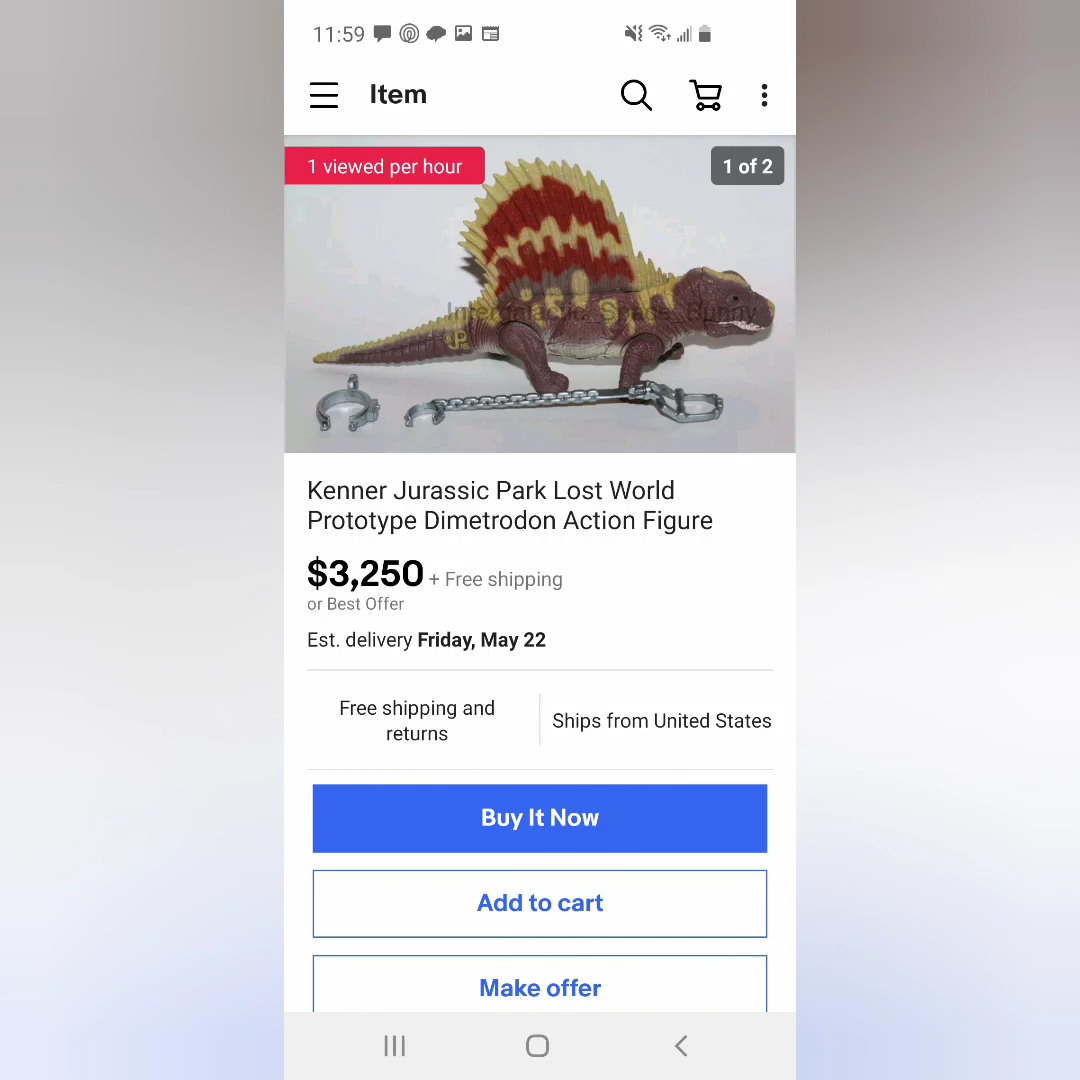 11:59
Item
1 viewed per hour
1 of 2
Intergalactic_Space_Bunny
JP
Kenner Jurassic Park Lost World
Prototype Dimetrodon Action Figure
$3,250 + Free shipping
or Best Offer
Est. delivery Friday, May 22
Free shipping and
returns
Ships from United States
Buy It Now
Add to cart
Make offer